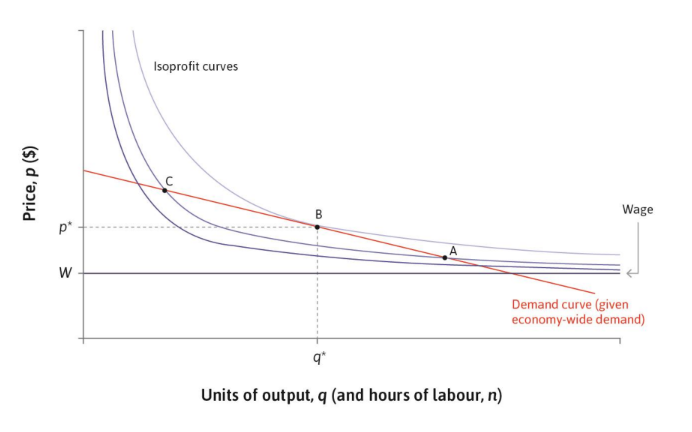 Isoprofit curves
Price, p ($)
C
B
A
Wage
p*
W
Demand curve (given
economy-wide demand)
q*
Units of output, q (and hours of labour, n)